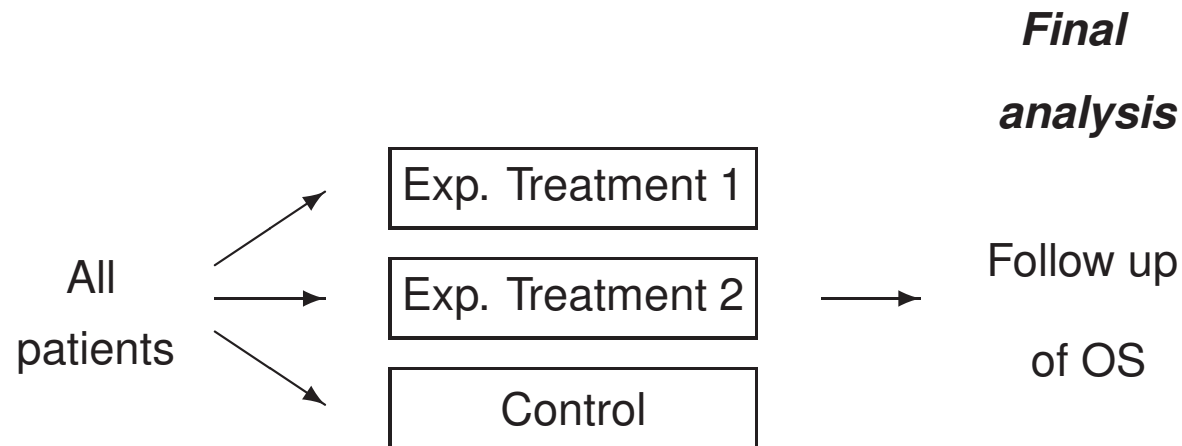 Final
analysis
Exp. Treatment 1
All
patients
Exp. Treatment 2
Control
Follow up
of OS